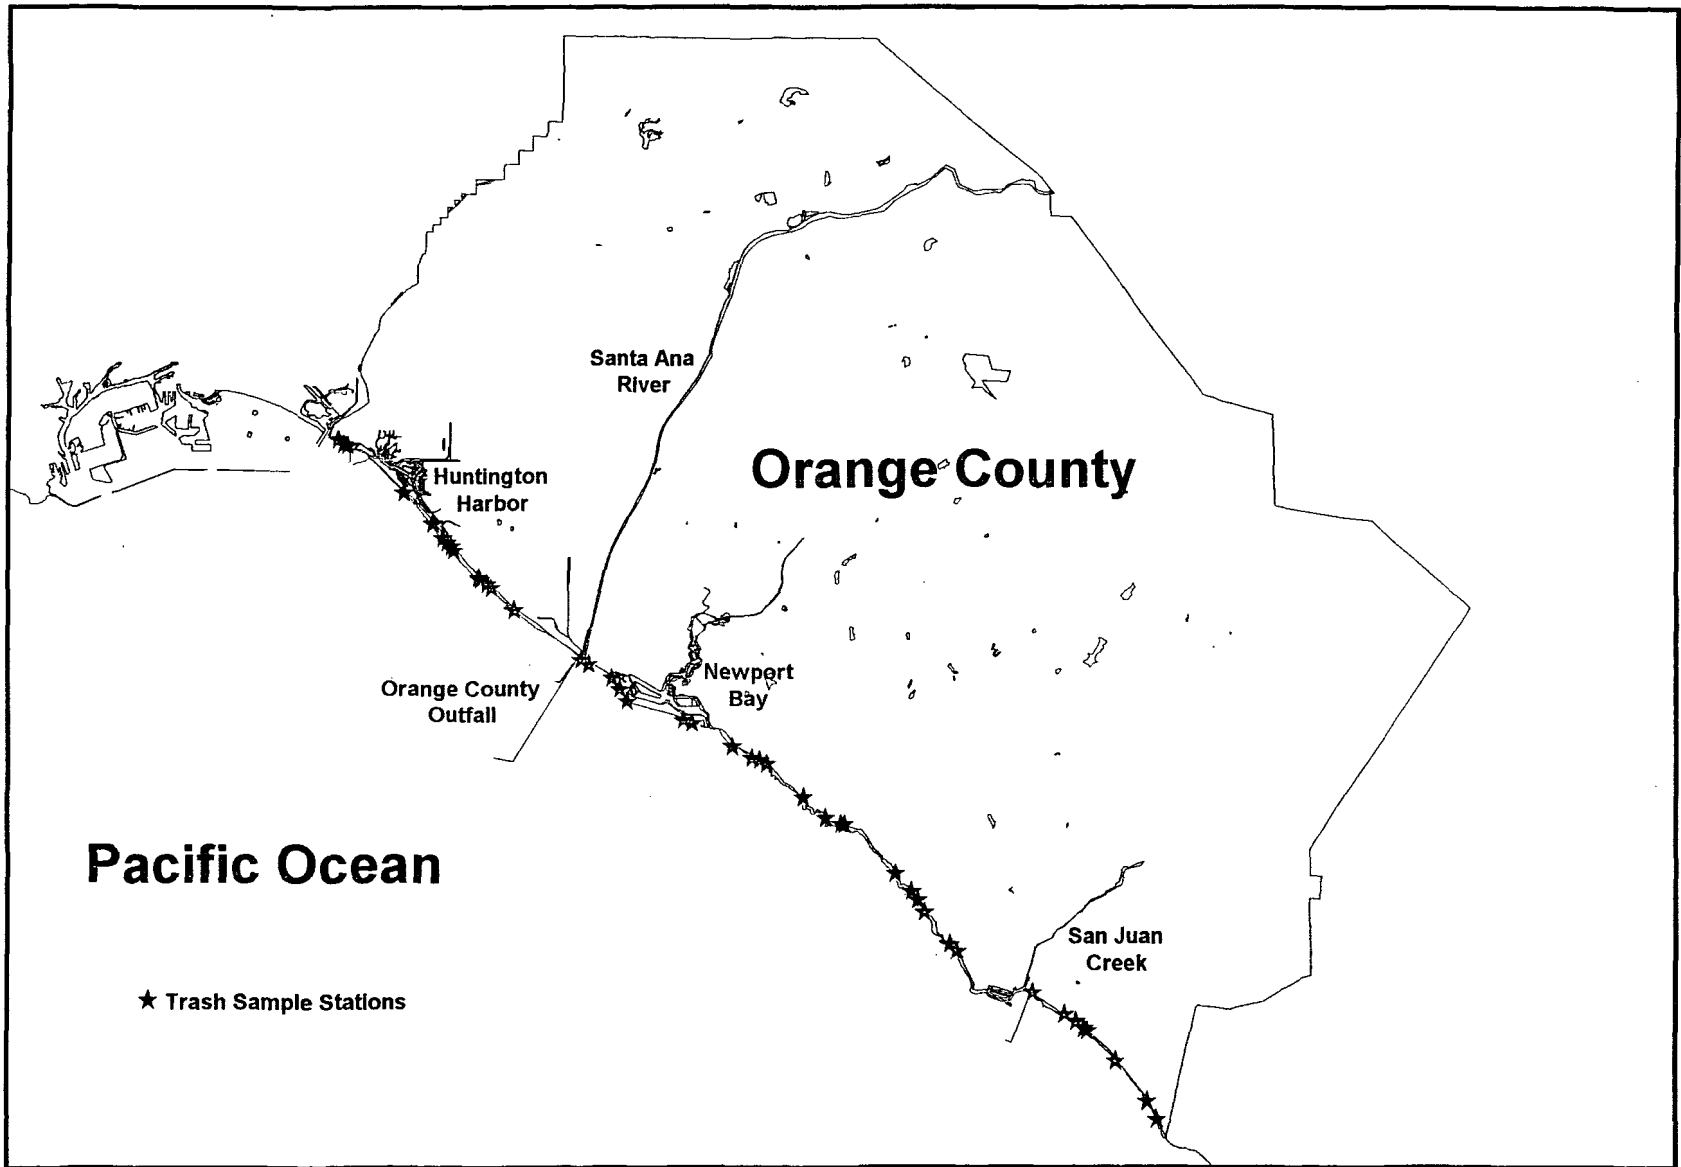 Santa Ana
River
Orange County
Huntington
Harbor
Newport
Bay
Orange County
Outfall
Pacific Ocean
San Juan
Creek
★ Trash Sample Stations